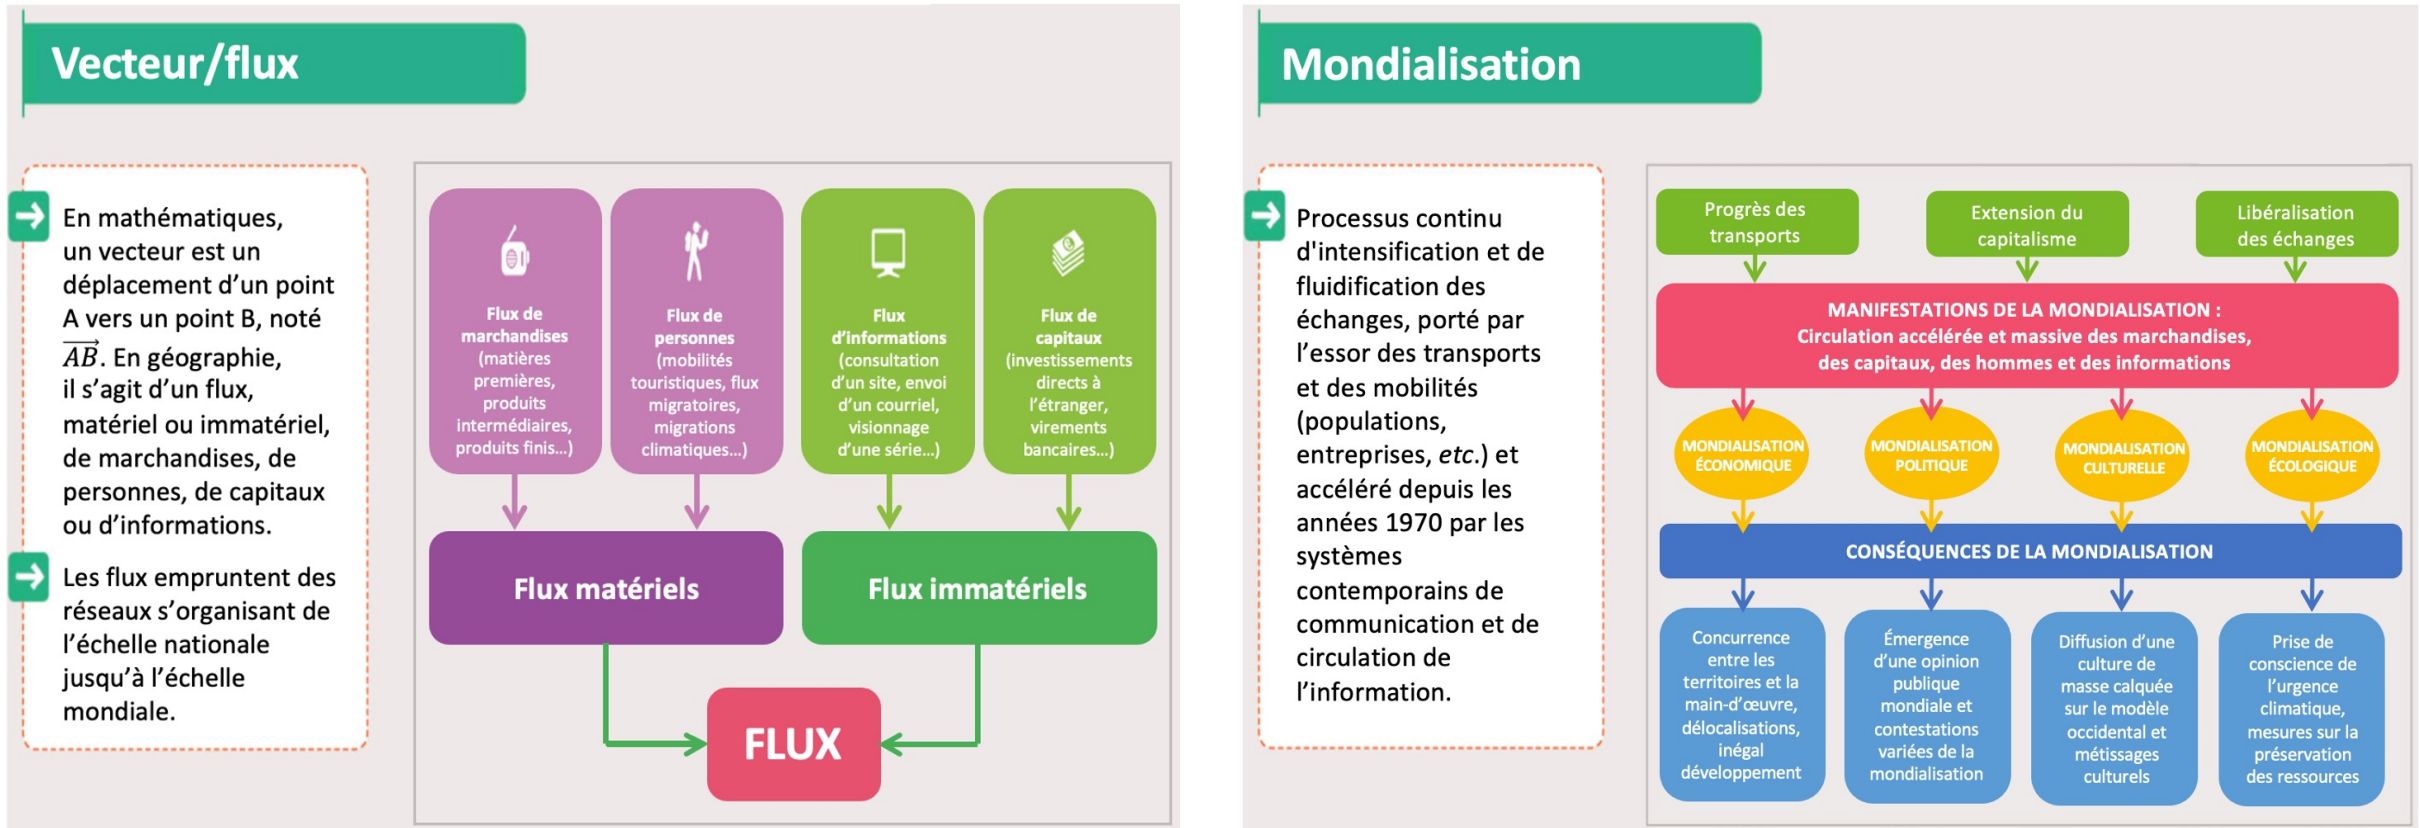 Vecteur/flux
En mathématiques,
un vecteur est un
déplacement d’un point
A vers un point B, noté
AB. En géographie,
il s’agit d’un flux,
matériel ou immatériel,
de marchandises, de
personnes, de capitaux
ou d’informations.
Les flux empruntent des
réseaux s’organisant de
l’échelle nationale
jusqu’à l’échelle
mondiale.
Flux de
marchandises
(matières
premières,
produits
intermédiaires,
produits finis...)
Flux de
personnes
(mobilités
touristiques, flux
migratoires,
migrations
climatiques...)
Flux
d’informations
(consultation
d’un site, envoi
d’un courriel,
visionnage
d’une série...)
Flux de
capitaux
(investissements
directs à
l’étranger,
virements
bancaires...)
Flux matériels
Flux immatériels
FLUX
Mondialisation
Processus continu
d'intensification et de
fluidification des
échanges, porté par
l’essor des transports
et des mobilités
(populations,
entreprises, etc.) et
accéléré depuis les
années 1970 par les
systèmes
contemporains de
communication et de
circulation de
l’information.
Progrès des
transports
Extension du
capitalisme
Libéralisation
des échanges
MANIFESTATIONS DE LA MONDIALISATION :
Circulation accélérée et massive des marchandises,
des capitaux, des hommes et des informations
MONDIALISATION
ÉCONOMIQUE
MONDIALISATION
POLITIQUE
MONDIALISATION
CULTURELLE
MONDIALISATION
ÉCOLOGIQUE
CONSÉQUENCES DE LA MONDIALISATION
Concurrence
entre les
territoires et la
main-d’œuvre,
délocalisations,
inégal
développement
Émergence
d’une opinion
publique
mondiale et
contestations
variées de la
mondialisation
Diffusion d’une
culture de
masse calquée
sur le modèle
occidental et
métissages
culturels
Prise de
conscience de
l’urgence
climatique,
mesures sur la
préservation
des ressources